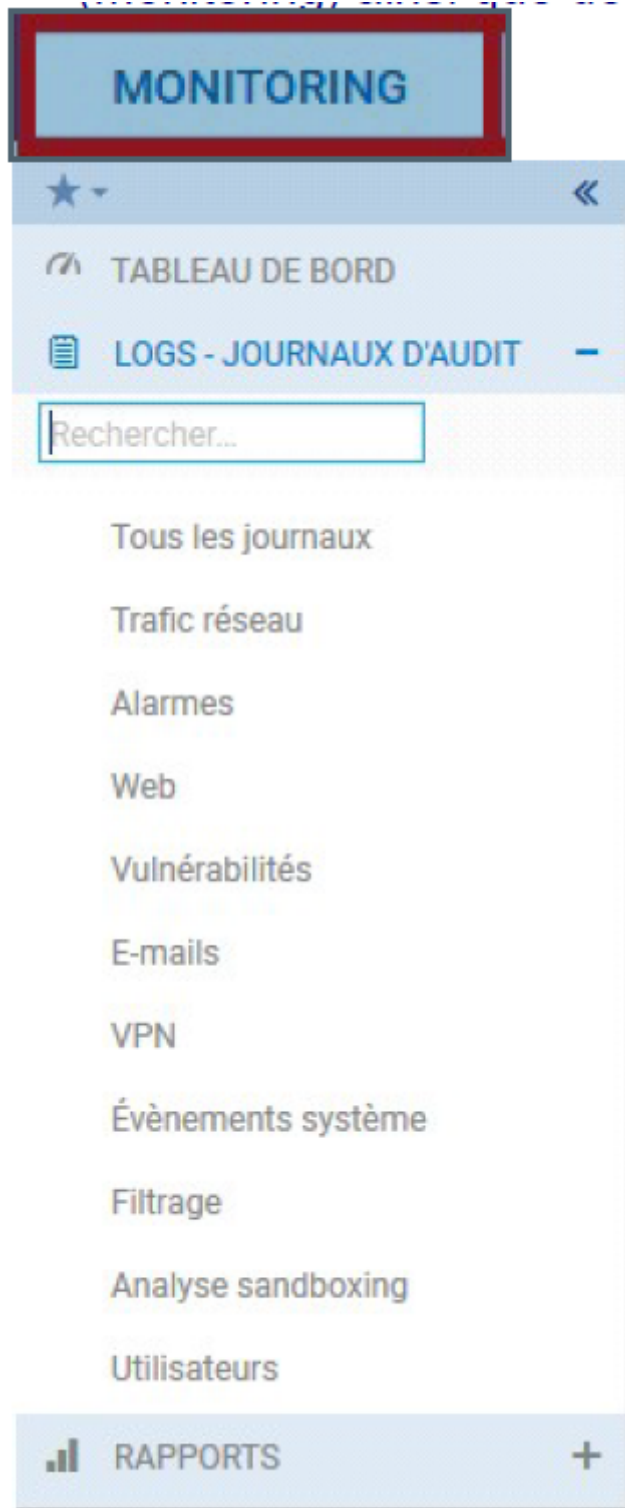 MONITORING
TABLEAU DE BORD
LOGS - JOURNAUX D'AUDIT
Rechercher...
Tous les journaux
Trafic réseau
Alarmes
Web
Vulnérabilités
E-mails
VPN
Évènements système
Filtrage
Analyse sandboxing
Utilisateurs
RAPPORTS